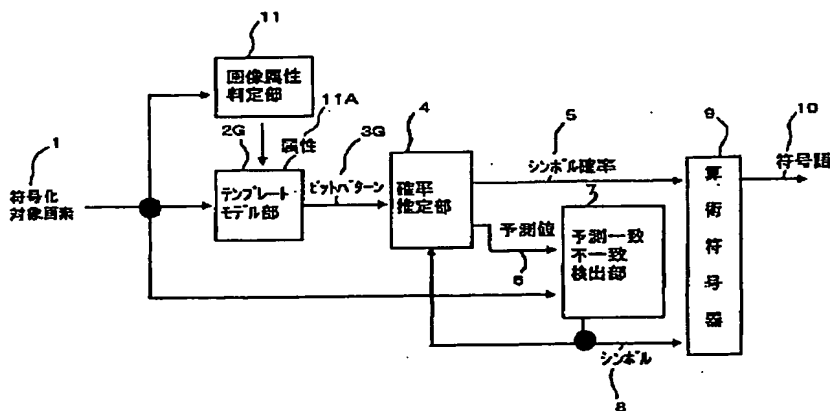 11
画像属性
判定部
11A
2G
属性
3G
4
5
9
10
1
符号化
対象画素
テンプレート
モデル部
ビットパターン
確率
推定部
シンボル確率
符号語
予測値
6
7
予測一致
不一致
検出部
算術符号器
シンボル
8